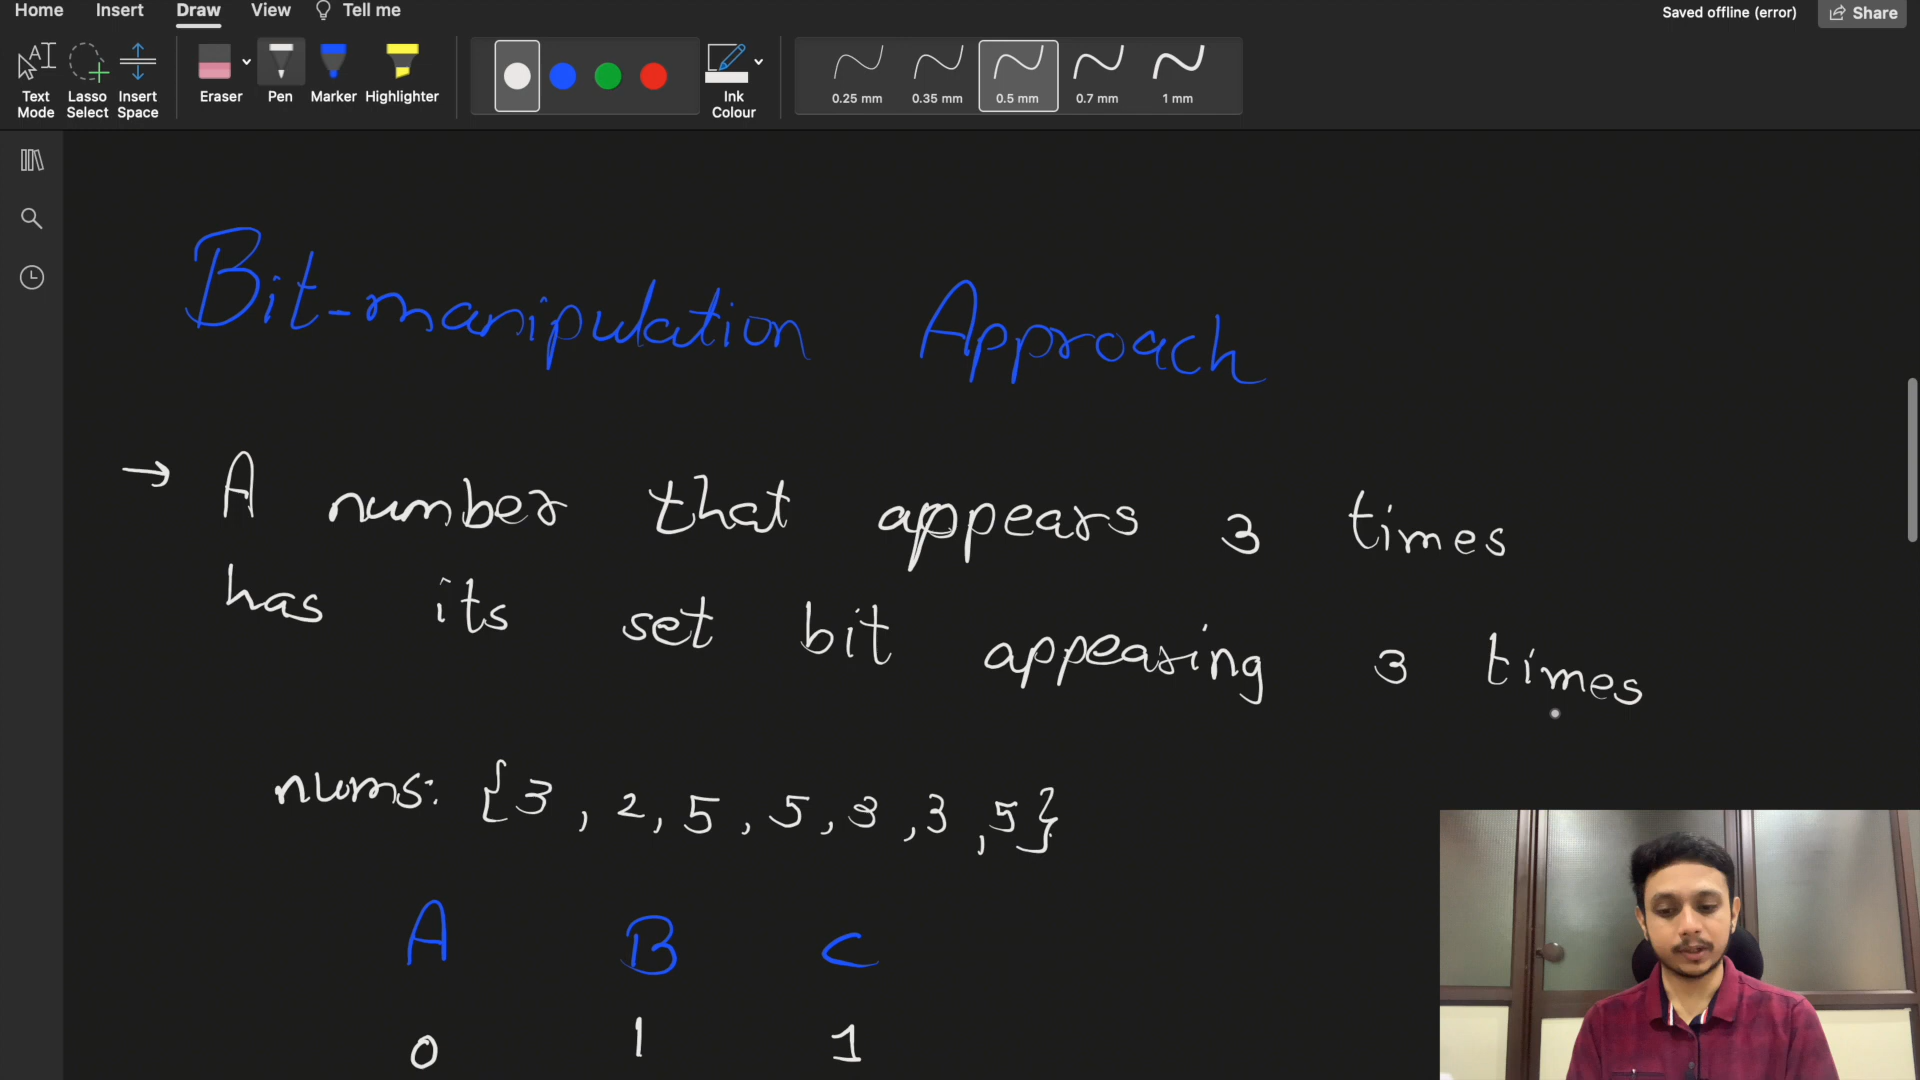 Home Insert Draw View Tell me Saved offline (error) Share
Text Mode Lasso Select Insert Space Eraser Pen Marker Highlighter Ink Colour 0.25 mm 0.35 mm 0.5 mm 0.7 mm 1 mm
Bit-manipulation Approach
→ A number that appears 3 times
has its set bit appearing 3 times
nums: {3, 2, 5, 5, 3, 3, 5}
A B C
0 1 1